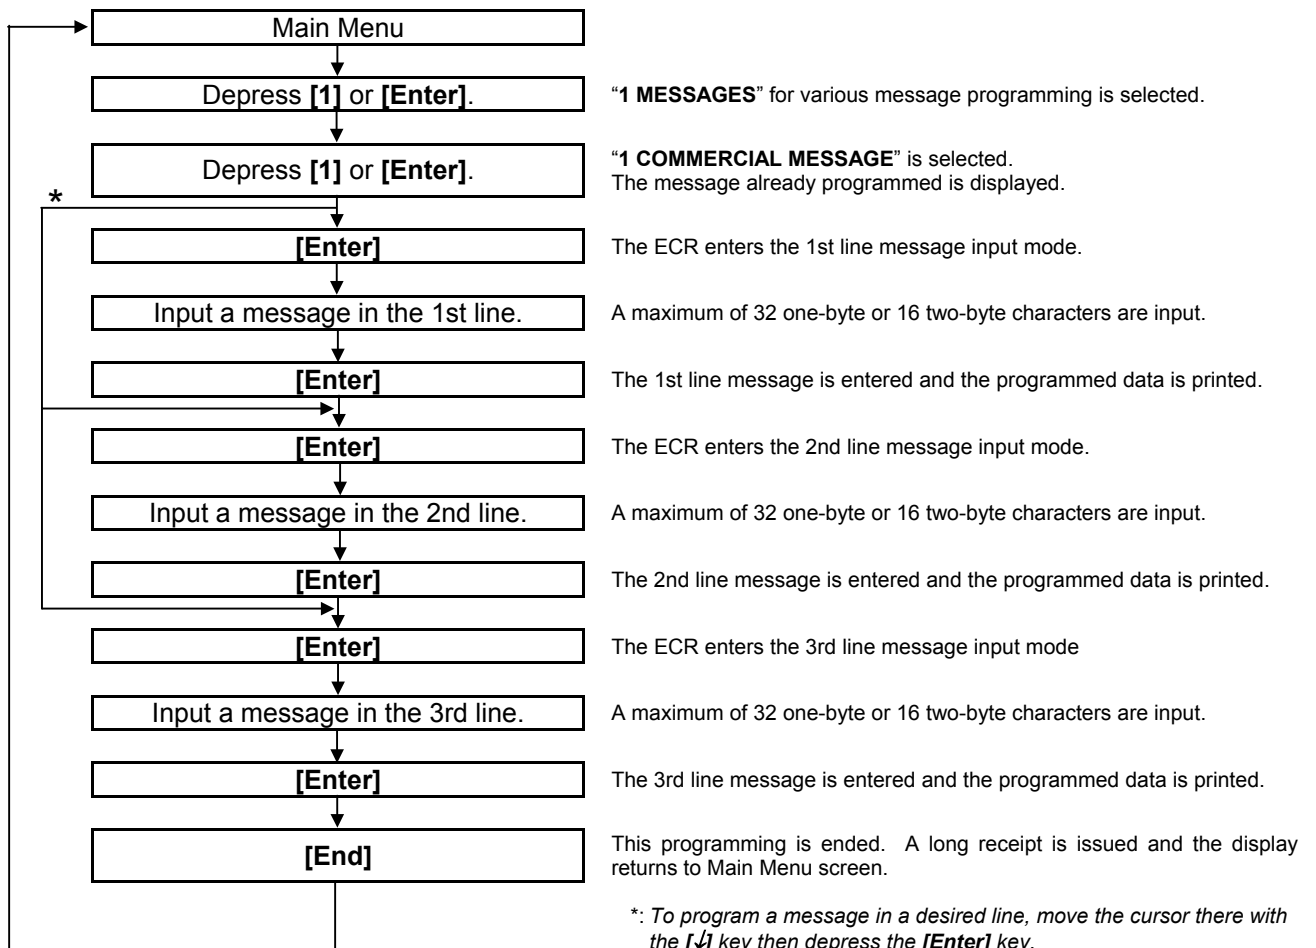 Main Menu
Depress [1] or [Enter].
"1 MESSAGES" for various message programming is selected.
Depress [1] or [Enter].
"1 COMMERCIAL MESSAGE" is selected.
The message already programmed is displayed.
*
[Enter]
The ECR enters the 1st line message input mode.
Input a message in the 1st line.
A maximum of 32 one-byte or 16 two-byte characters are input.
[Enter]
The 1st line message is entered and the programmed data is printed.
[Enter]
The ECR enters the 2nd line message input mode.
Input a message in the 2nd line.
A maximum of 32 one-byte or 16 two-byte characters are input.
[Enter]
The 2nd line message is entered and the programmed data is printed.
[Enter]
The ECR enters the 3rd line message input mode
Input a message in the 3rd line.
A maximum of 32 one-byte or 16 two-byte characters are input.
[Enter]
The 3rd line message is entered and the programmed data is printed.
[End]
This programming is ended. A long receipt is issued and the display
returns to Main Menu screen.
*: To program a message in a desired line, move the cursor there with
the [↓] key then depress the [Enter] key.